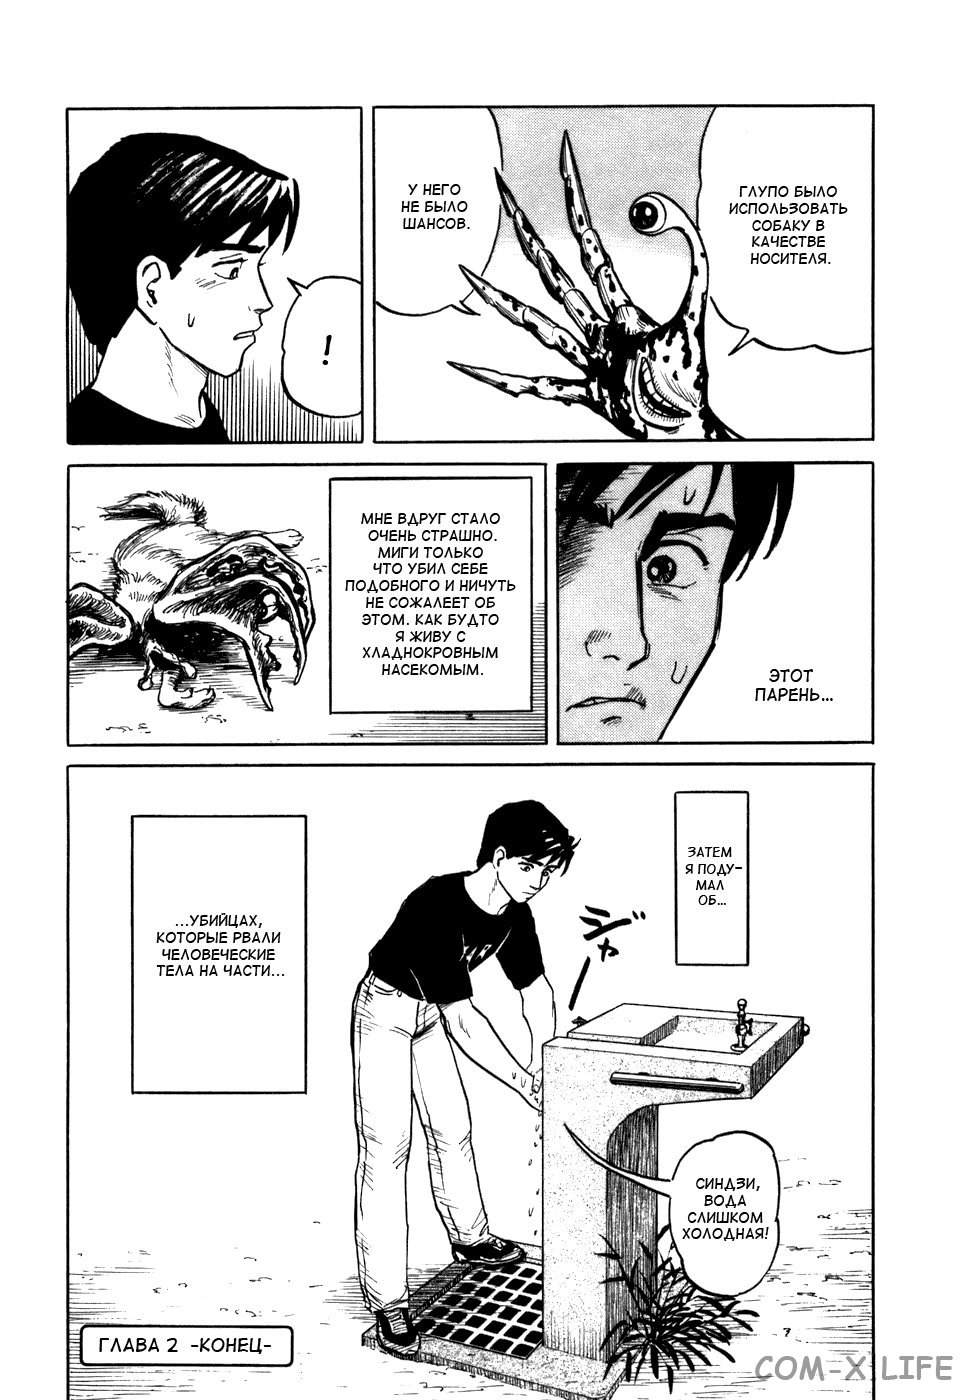 ГЛУПО БЫЛО
ИСПОЛЬЗОВАТЬ
СОБАКУ В
КАЧЕСТВЕ
НОСИТЕЛЯ.
У НЕГО
НЕ БЫЛО
ШАНСОВ.
!
ЭТОТ
ПАРЕНЬ...
МНЕ ВДРУГ СТАЛО
ОЧЕНЬ СТРАШНО.
МИГИ ТОЛЬКО
ЧТО УБИЛ СЕБЕ
ПОДОБНОГО И НИЧУТЬ
НЕ СОЖАЛЕЕТ ОБ
ЭТОМ. КАК БУДТО
Я ЖИВУ С
ХЛАДНОКРОВНЫМ
НАСЕКОМЫМ.
ЗАТЕМ
Я ПОДУ-
МАЛ
ОБ...
ジャー
...УБИЙЦАХ,
КОТОРЫЕ РВАЛИ
ЧЕЛОВЕЧЕСКИЕ
ТЕЛА НА ЧАСТИ...
СИНДЗИ,
ВОДА
СЛИШКОМ
ХОЛОДНАЯ!
ГЛАВА 2 -КОНЕЦ-
COM-X.LIFE